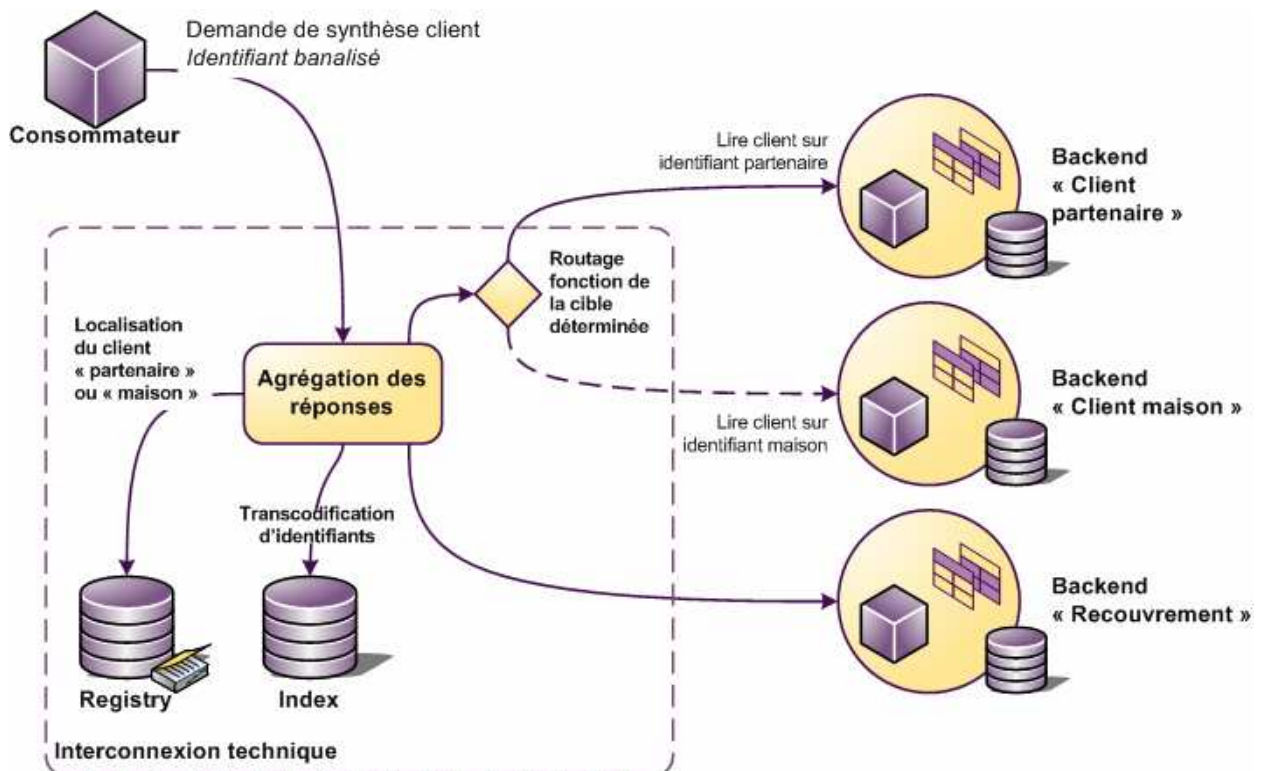 Demande de synthèse client
Identifiant banalisé
Consommateur
Lire client sur
identifiant partenaire
Backend
« Client
partenaire »
Routage
fonction de
la cible
déterminée
Localisation
du client
« partenaire »
ou « maison »
Agrégation des
réponses
Backend
« Client maison »
Lire client sur
identifiant maison
Transcodification
d'identifiants
Backend
« Recouvrement »
Registry
Index
Interconnexion technique